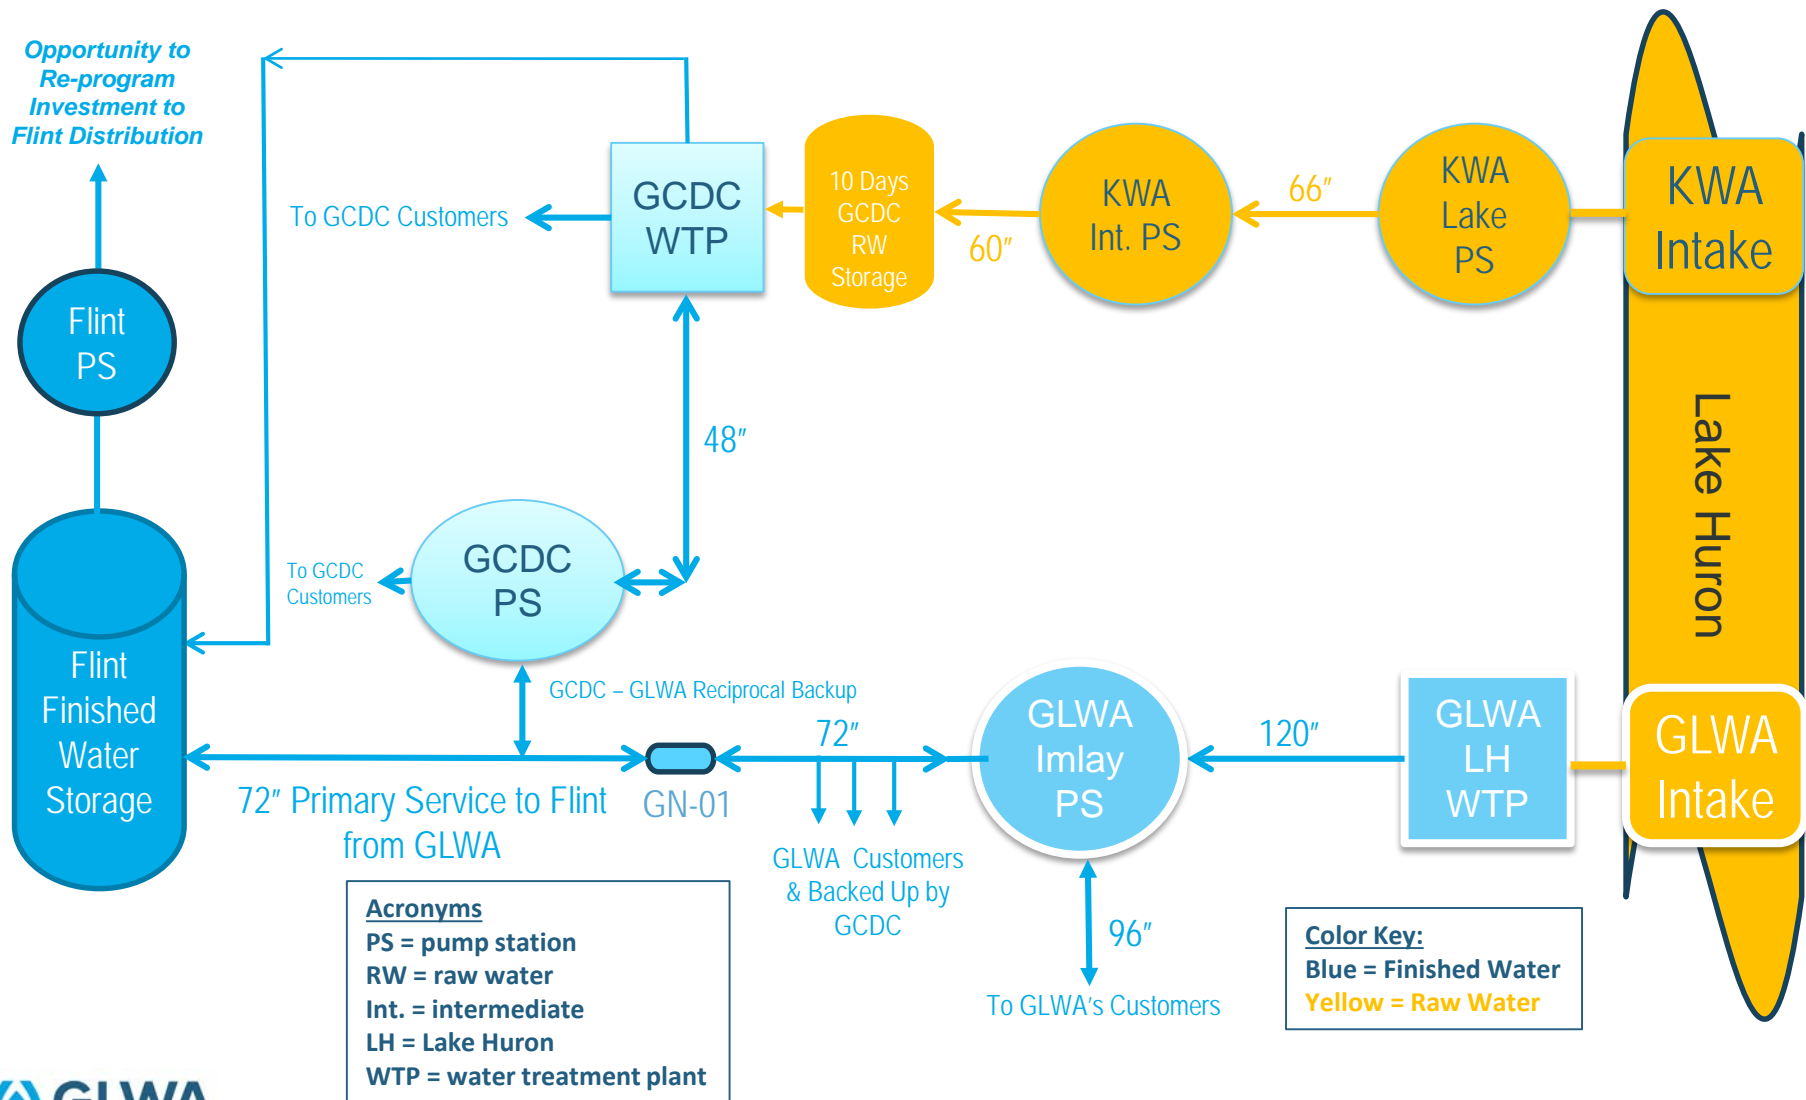 Opportunity to
Re-program
Investment to
Flint Distribution
Flint
PS
Flint
Finished
Water
Storage
To GCDC Customers
GCDC
WTP
10 Days
GCDC
RW
Storage
60″
KWA
Int. PS
66″
KWA
Lake
PS
KWA
Intake
Lake Huron
48″
To GCDC
Customers
GCDC
PS
GCDC – GLWA Reciprocal Backup
72″ Primary Service to Flint
from GLWA
GN-01
72″
GLWA Customers
& Backed Up by
GCDC
GLWA
Imlay
PS
120″
GLWA
LH
WTP
GLWA
Intake
96″
To GLWA's Customers
Acronyms
PS = pump station
RW = raw water
Int. = intermediate
LH = Lake Huron
WTP = water treatment plant
Color Key:
Blue = Finished Water
Yellow = Raw Water
GLWA